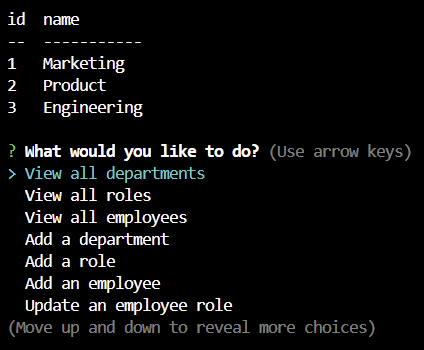 id  name
--  -----------
1   Marketing
2   Product
3   Engineering
? What would you like to do? (Use arrow keys)
> View all departments
  View all roles
  View all employees
  Add a department
  Add a role
  Add an employee
  Update an employee role
(Move up and down to reveal more choices)